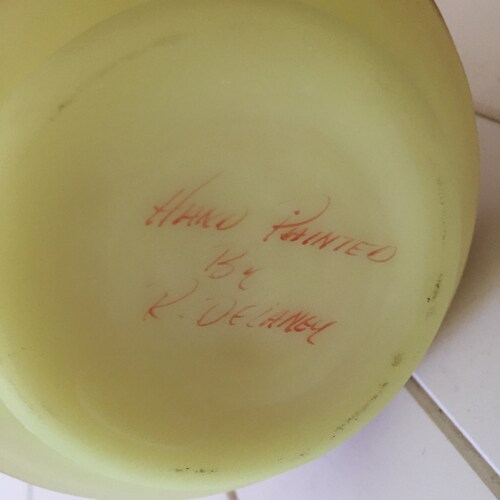 HAND PAINTED
By
R. DELANEY